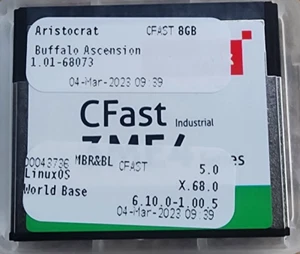 Aristocrat CFAST 8GB
Buffalo Ascension
1.01-68073
04-Mar-2023 09:39
CFast Industrial
00043736 MBR&BL CFAST 5.0
LinuxOS X.68.0
World Base 6.10.0-1.00.5
04-Mar-2023 09:39